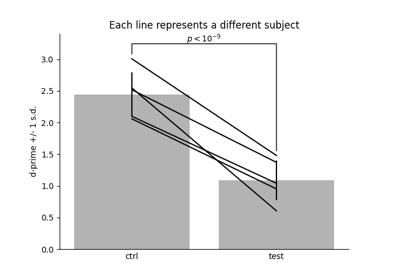 Each line represents a different subject
p < 10⁻⁹
d-prime +/- 1 s.d.
3.0
2.5
2.0
1.5
1.0
0.5
0.0
ctrl test